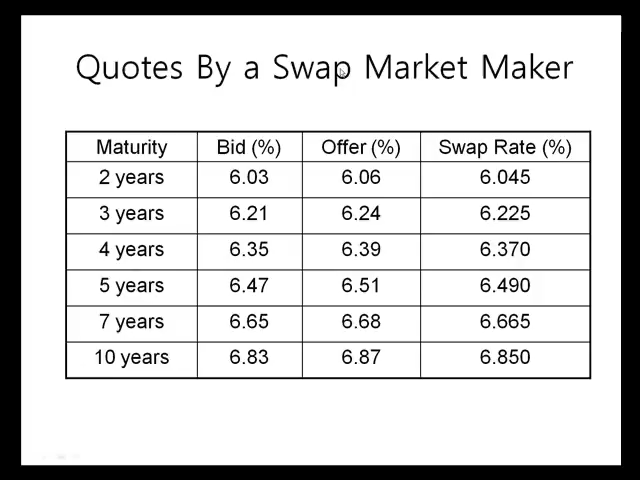 Quotes By a Swap Market Maker
Maturity Bid (%) Offer (%) Swap Rate (%)
2 years 6.03 6.06 6.045
3 years 6.21 6.24 6.225
4 years 6.35 6.39 6.370
5 years 6.47 6.51 6.490
7 years 6.65 6.68 6.665
10 years 6.83 6.87 6.850